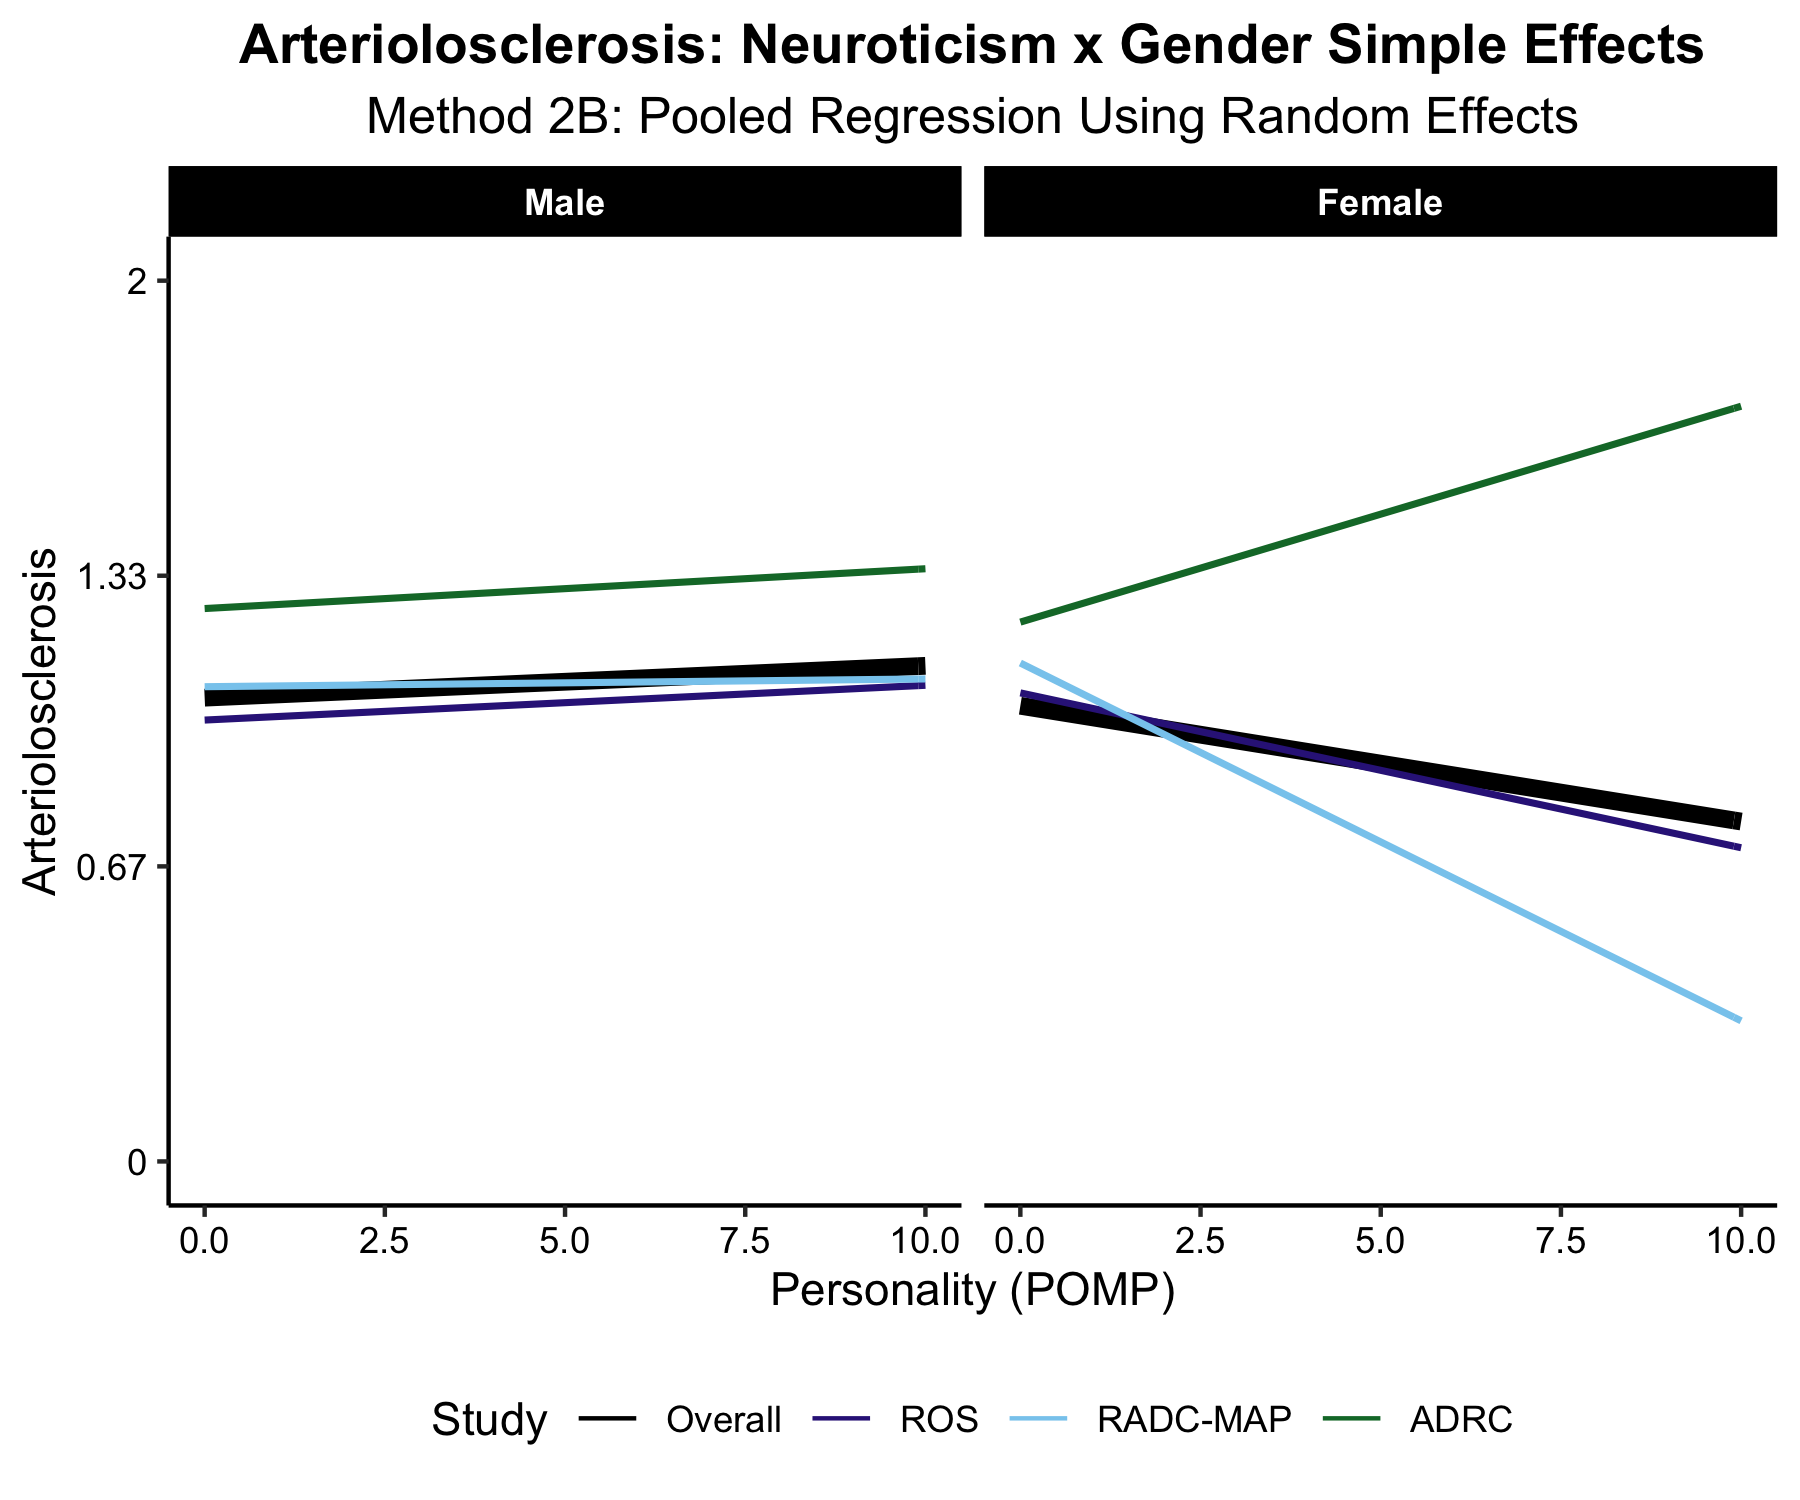 Arteriolosclerosis: Neuroticism x Gender Simple Effects
Method 2B: Pooled Regression Using Random Effects
Male Female
2
1.33
0.67
0
Arteriolosclerosis
0.0 2.5 5.0 7.5 10.0 0.0 2.5 5.0 7.5 10.0
Personality (POMP)
Study Overall ROS RADC-MAP ADRC